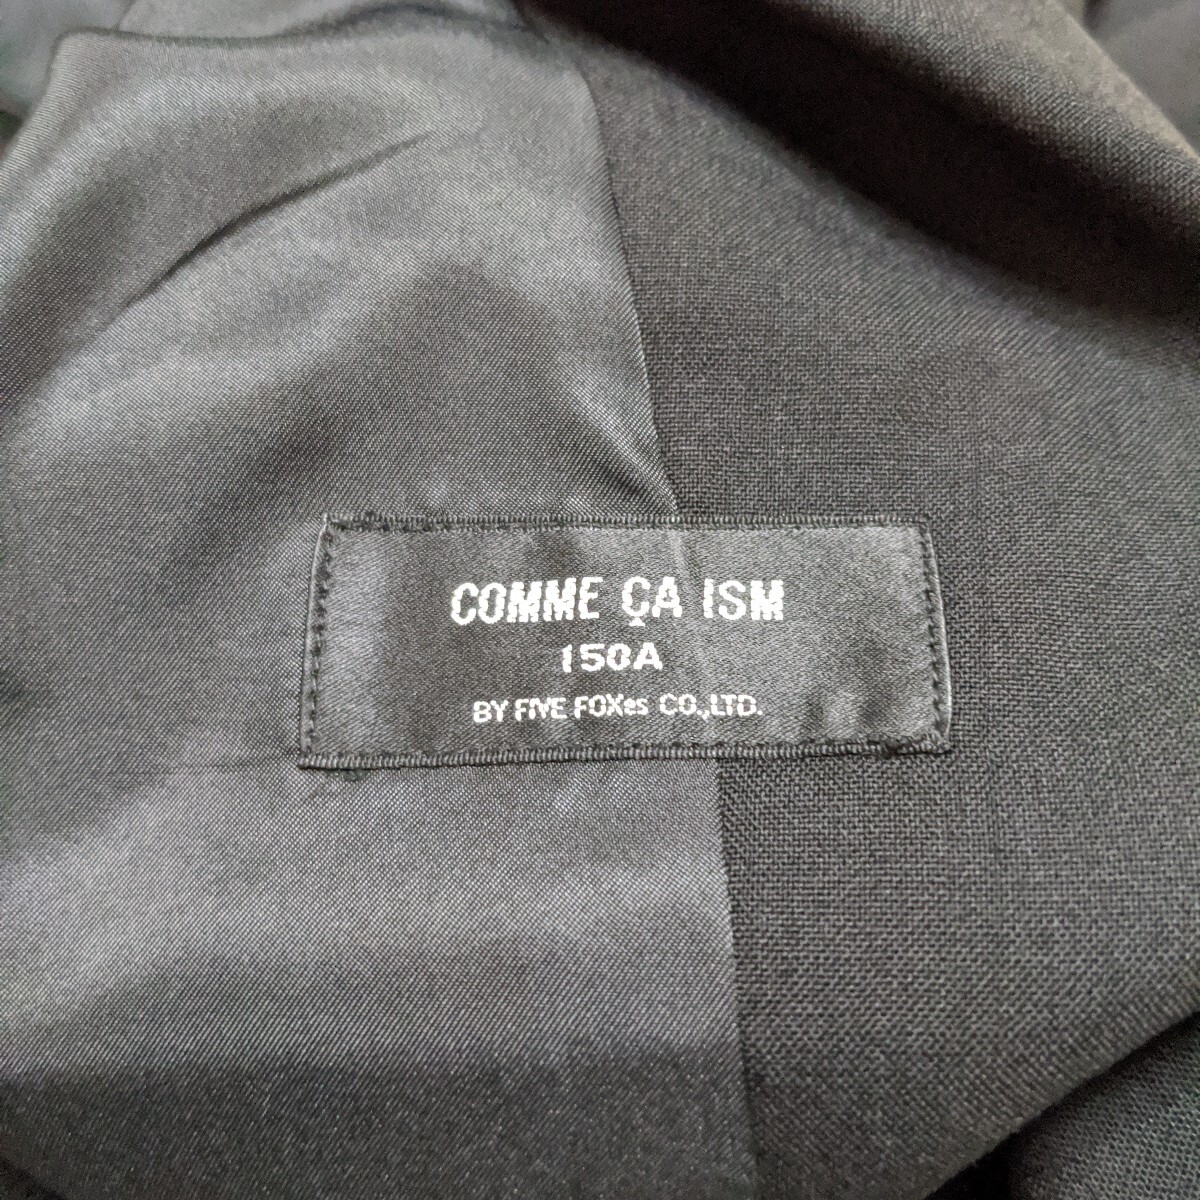 COMME ÇA ISM
150A
BY FIVE FOXes CO.,LTD.